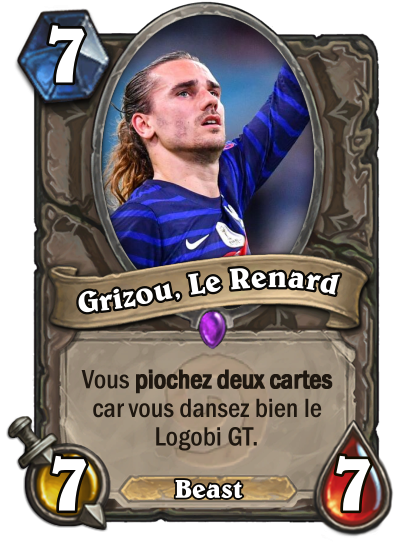 7
Grizou, Le Renard
Vous piochez deux cartes
car vous dansez bien le
Logobi GT.
7
Beast
7